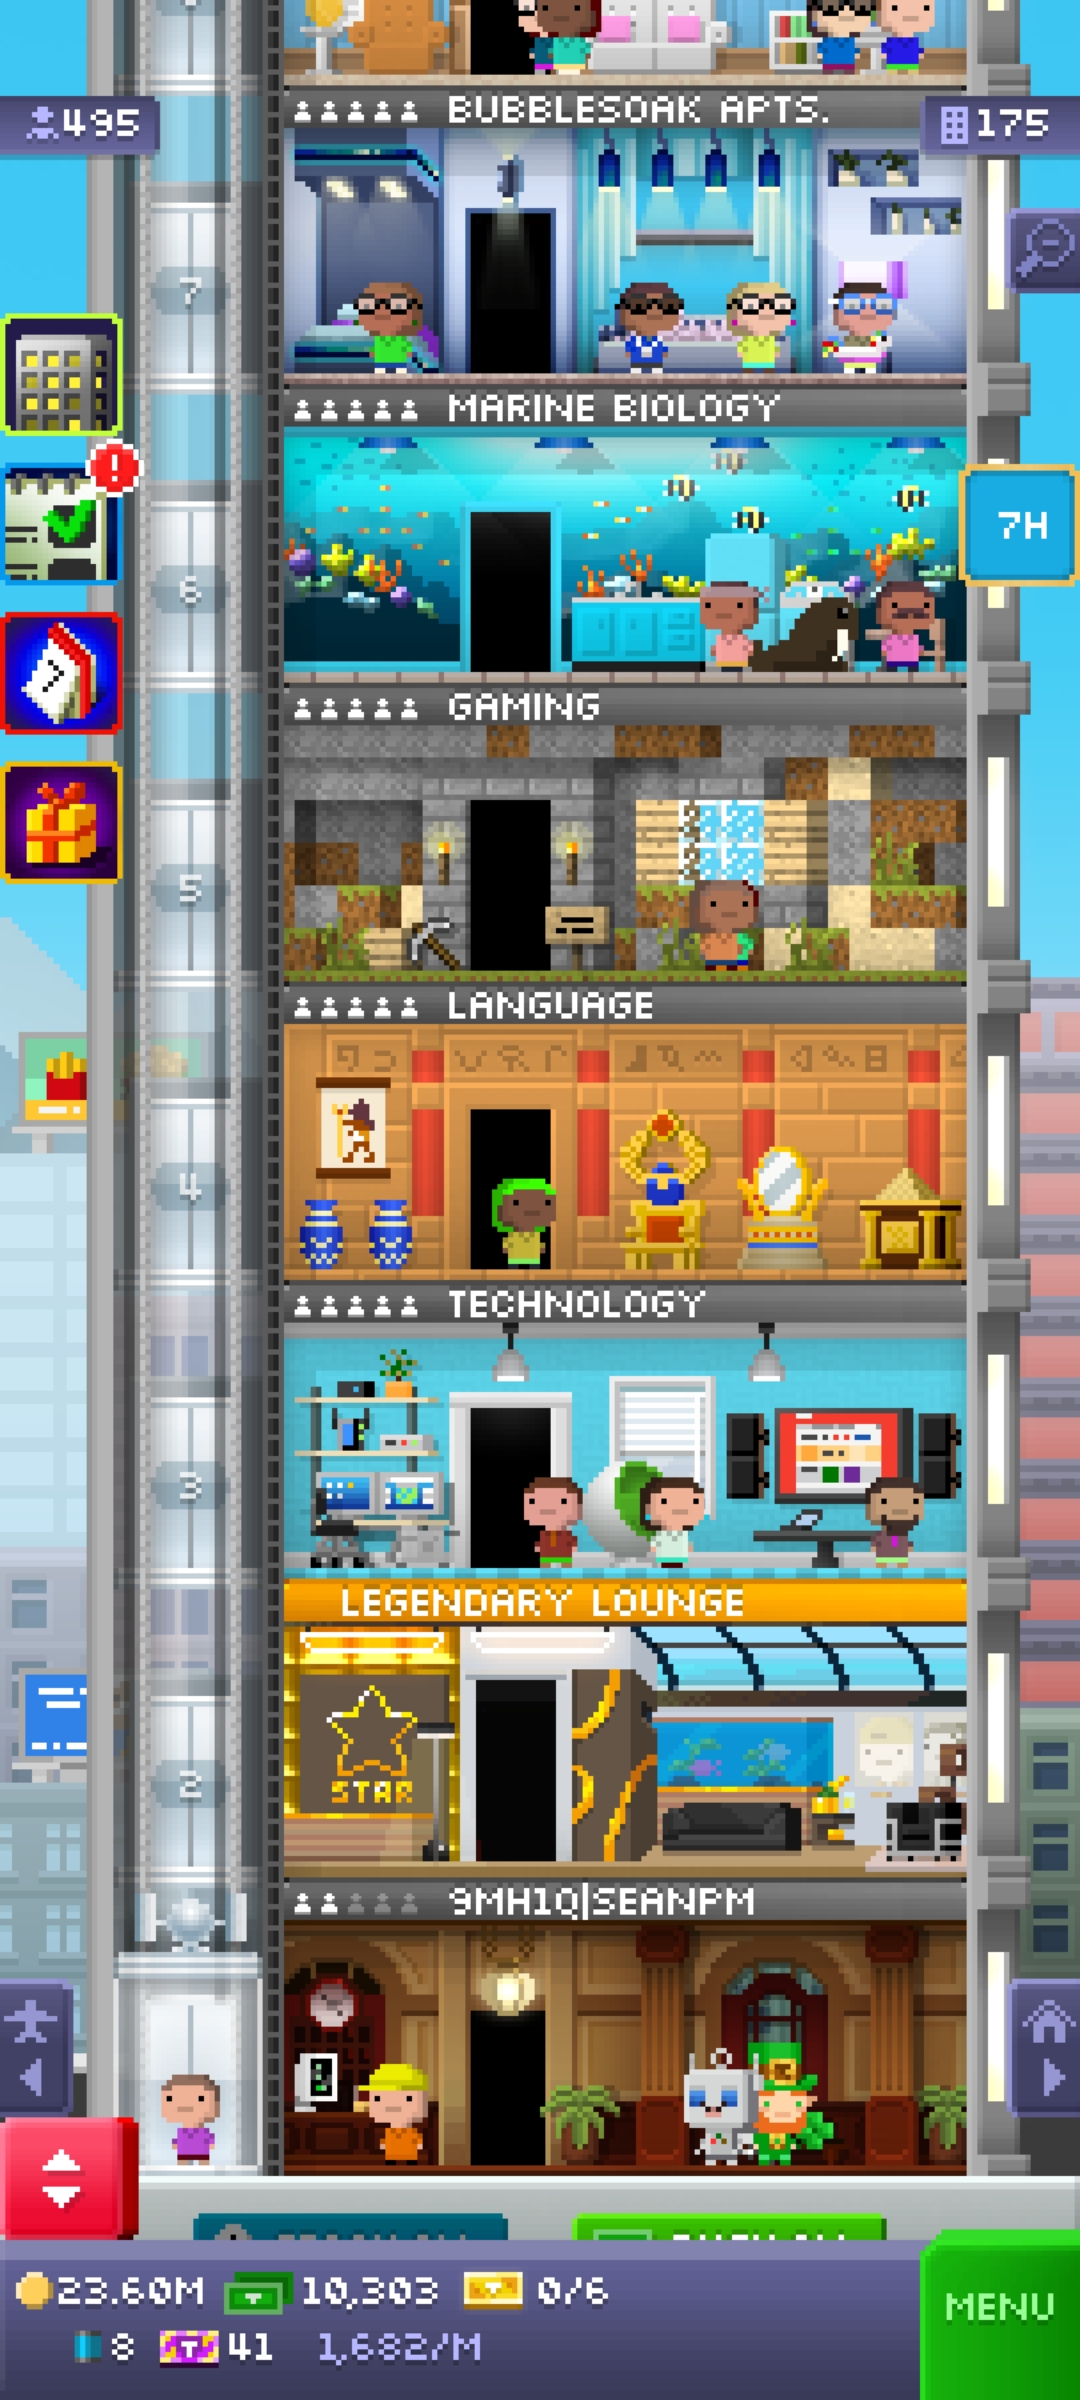 BUBBLESOAK APTS.
495
175
7
MARINE BIOLOGY
7H
6
GAMING
5
LANGUAGE
4
TECHNOLOGY
3
LEGENDARY LOUNGE
STAR
2
9MH1Q|SEANPM
23.60M 10,303 0/6
8 41 1,682/M
MENU